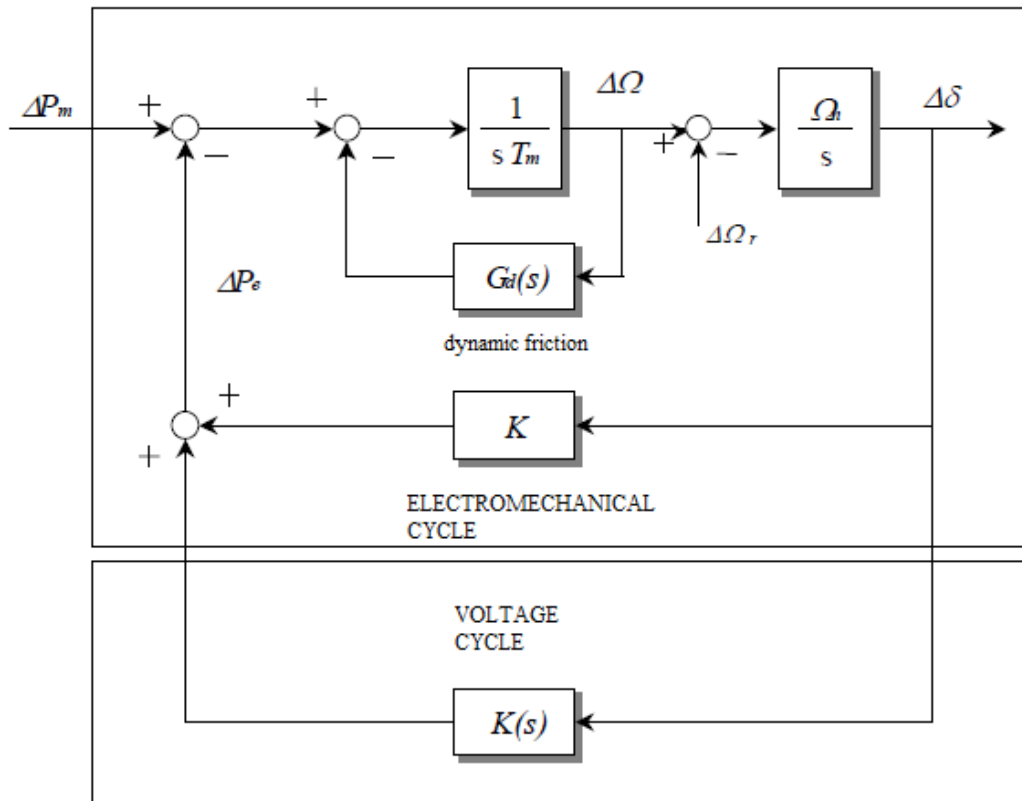 ΔPm
+
−
+
−
1
s Tm
ΔΩ
+
−
ΔΩr
Ωn
s
Δδ
Gd(s)
dynamic friction
ΔPe
+
+
K
ELECTROMECHANICAL
CYCLE
VOLTAGE
CYCLE
K(s)